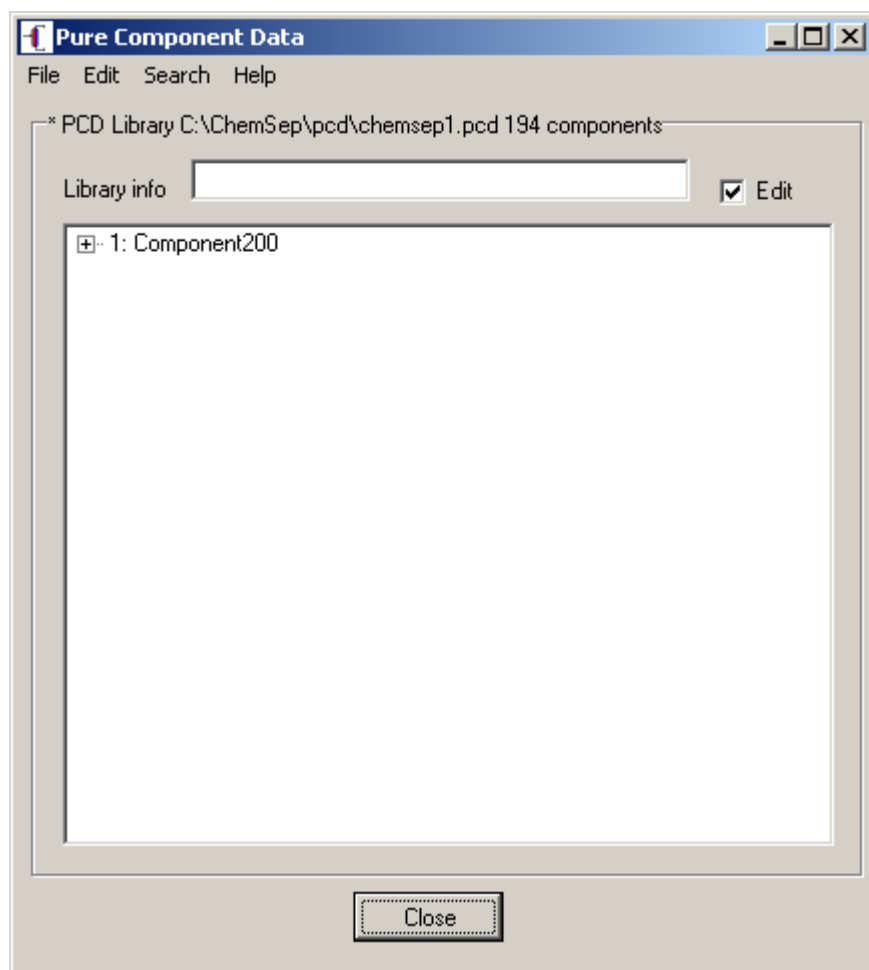 Pure Component Data
File Edit Search Help
* PCD Library C:\ChemSep\pcd\chemsep1.pcd 194 components
Library info
Edit
1: Component200
Close